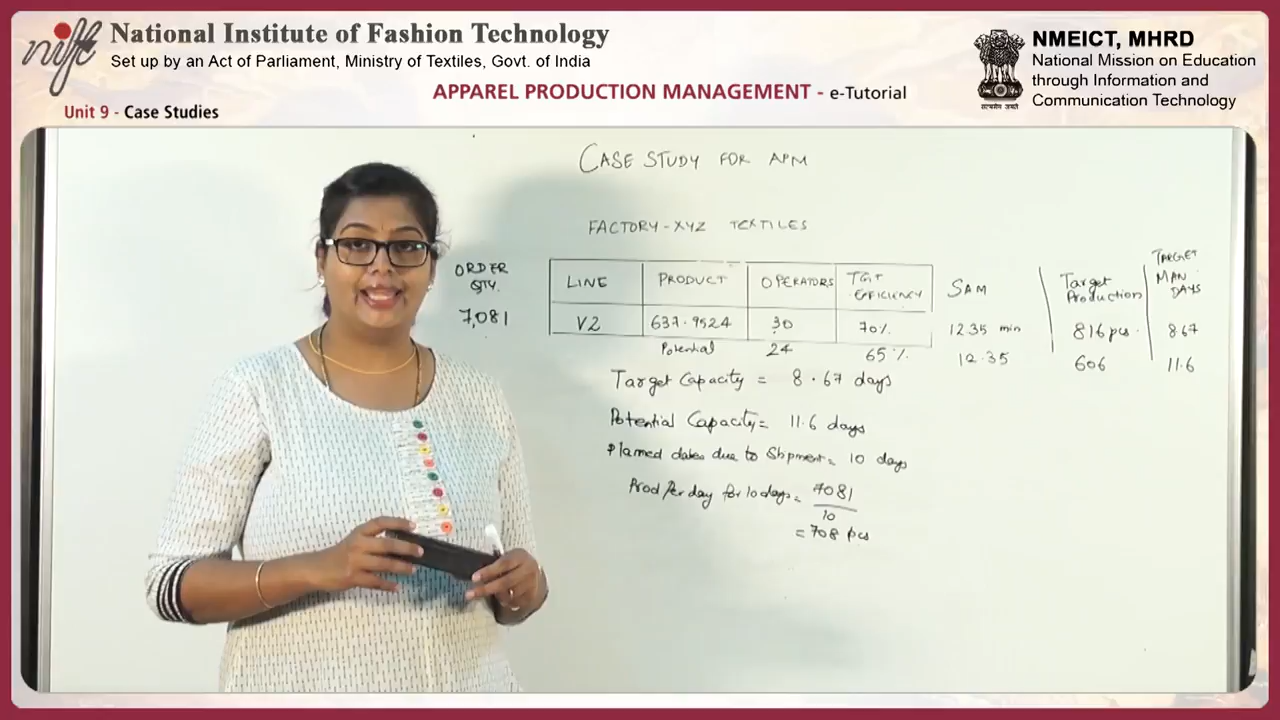 nift
National Institute of Fashion Technology
Set up by an Act of Parliament, Ministry of Textiles, Govt. of India
NMEICT, MHRD
National Mission on Education
through Information and
Communication Technology
सत्यमेव जयते
APPAREL PRODUCTION MANAGEMENT - e-Tutorial
Unit 9 - Case Studies
CASE STUDY FOR APM
FACTORY - XYZ TEXTILES
ORDER
QTY.
7,081
LINE PRODUCT OPERATORS TGT EFFICIENCY SAM Target Production TARGET MAN DAYS
V2 637.9524 30 70% 12.35 min 816 pcs. 8.67
Potential 24 65% 12.35 606 11.6
Target Capacity = 8.67 days
Potential Capacity = 11.6 days
Planned dates due to Shipment = 10 days
Prod/Per day for 10 days = 7081
10
= 708 pcs